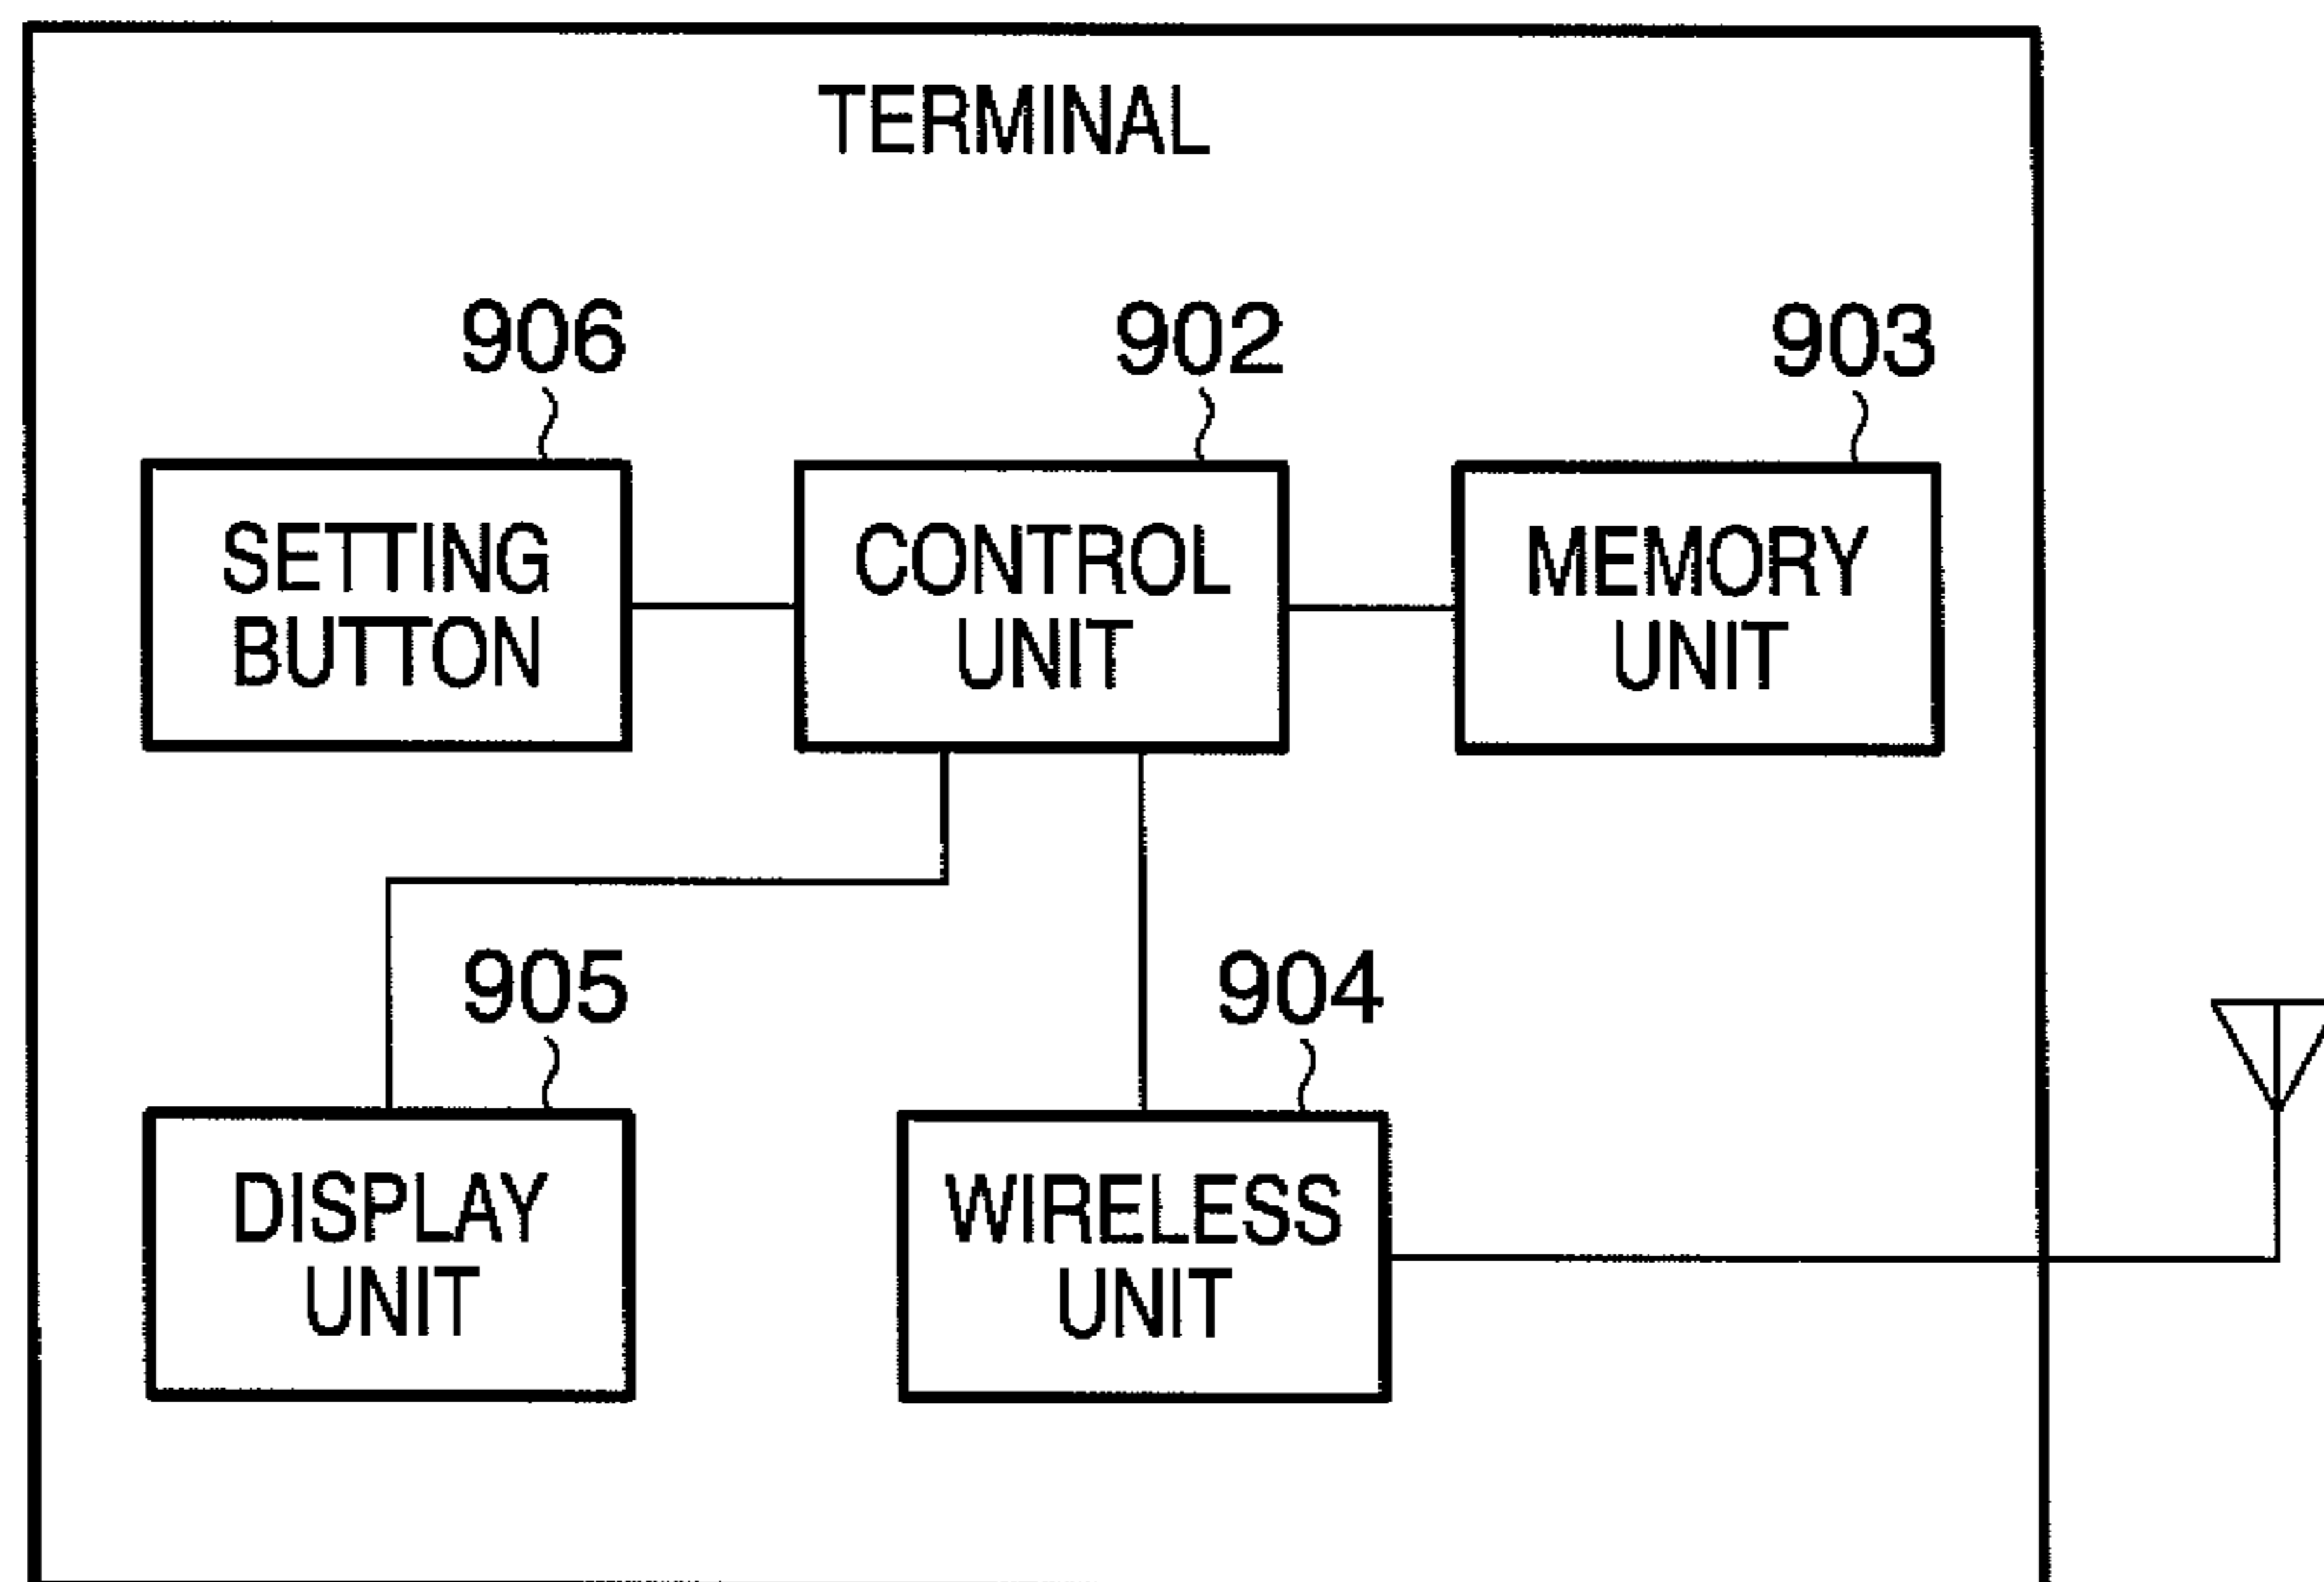 TERMINAL
906
902
903
SETTING
BUTTON
CONTROL
UNIT
MEMORY
UNIT
905
904
DISPLAY
UNIT
WIRELESS
UNIT